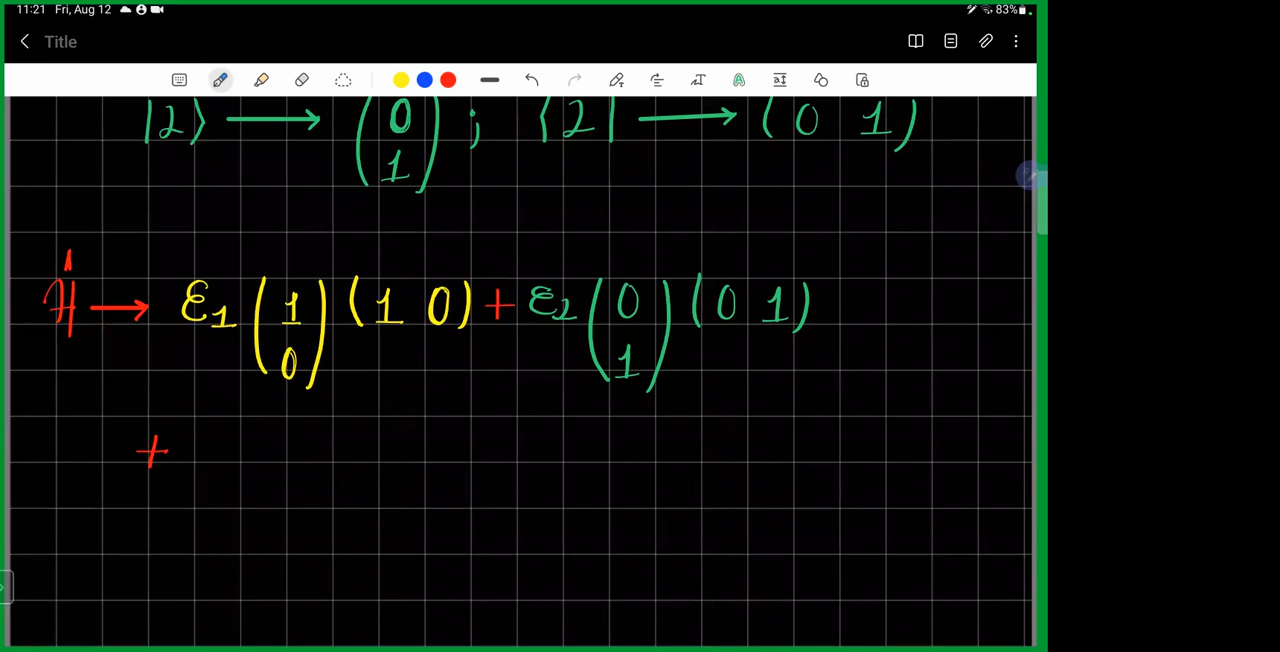 11:21 Fri, Aug 12 83%
Title
|2⟩ ⟶ (0 1) ; ⟨2| ⟶ (0 1)
Ĥ ⟶ ε1 (1 0) (1 0) + ε2 (0 1) (0 1)
+